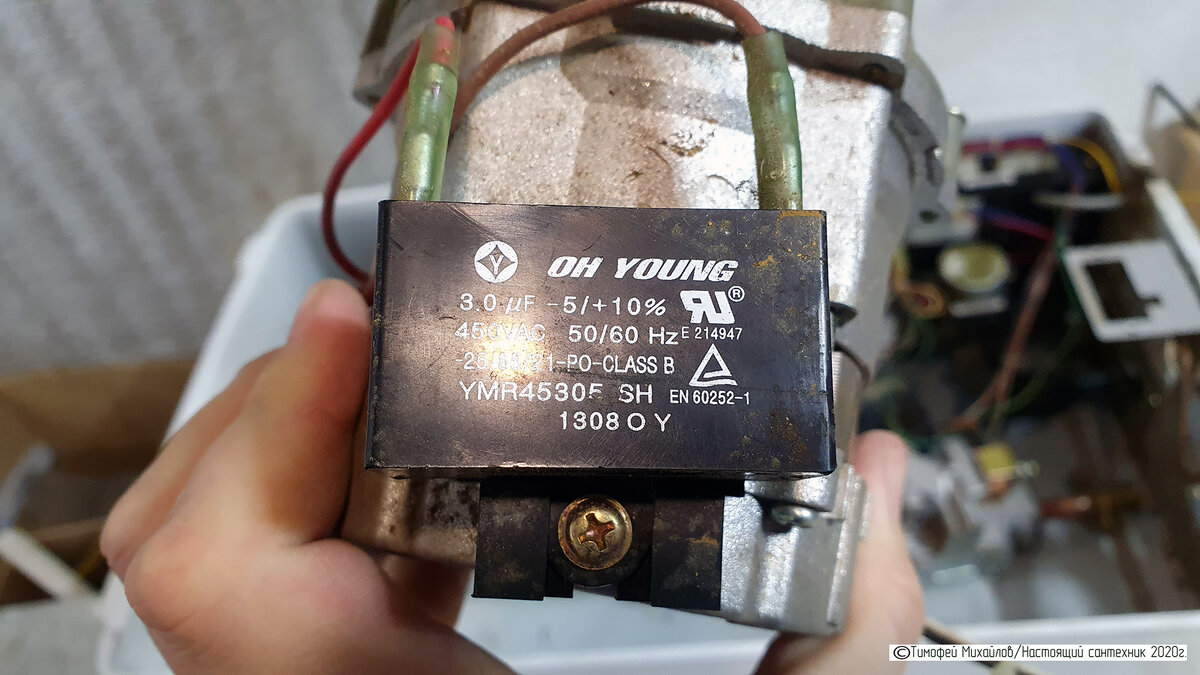 OH YOUNG
3.0 µF -5/+10% ®
450VAC 50/60 Hz E 214947
-PO-CLASS B
YMR45305 SH EN 60252-1
1308 O Y
©Тимофей Михайлов/Настоящий сантехник 2020г.